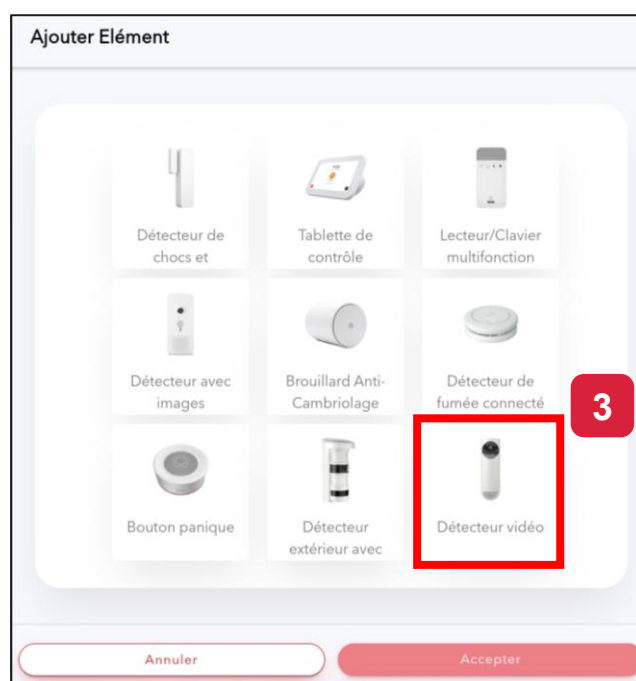 Ajouter Elément
Détecteur de
chocs et
Tablette de
contrôle
Lecteur/Clavier
multifonction
Détecteur avec
images
Brouillard Anti-
Cambriolage
Détecteur de
fumée connecté
3
Bouton panique
Détecteur
extérieur avec
Détecteur vidéo
Annuler
Accepter